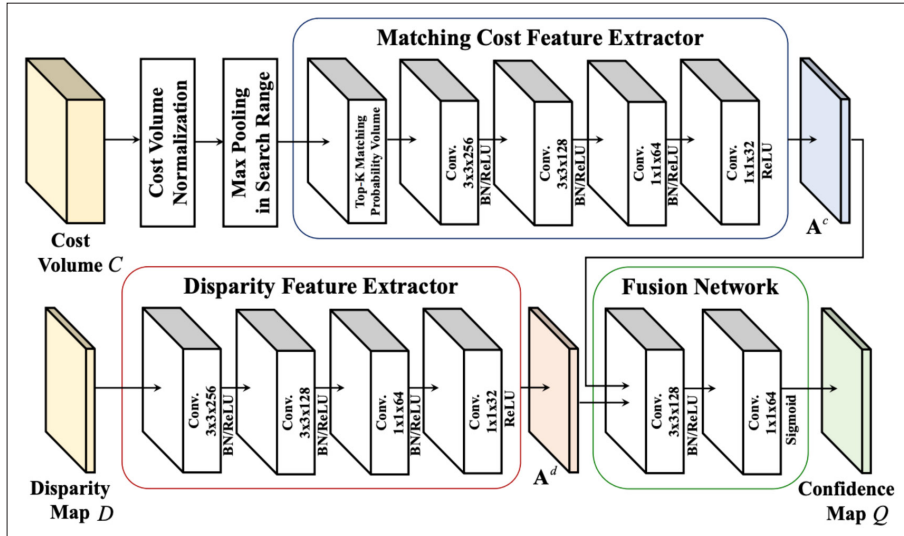 Matching Cost Feature Extractor
Cost Volume
Normalization
Max Pooling
in Search Range
Top-K Matching
Probability Volume
Conv.
3x3x256
BN/ReLU
Conv.
3x3x128
BN/ReLU
Conv.
1x1x64
BN/ReLU
Conv.
1x1x32
ReLU
A^c
Cost
Volume C
Disparity Feature Extractor
Conv.
3x3x256
BN/ReLU
Conv.
3x3x128
BN/ReLU
Conv.
1x1x64
BN/ReLU
Conv.
1x1x32
ReLU
A^d
Disparity
Map D
Fusion Network
Conv.
3x3x128
BN/ReLU
Conv.
1x1x64
Sigmoid
Confidence
Map Q